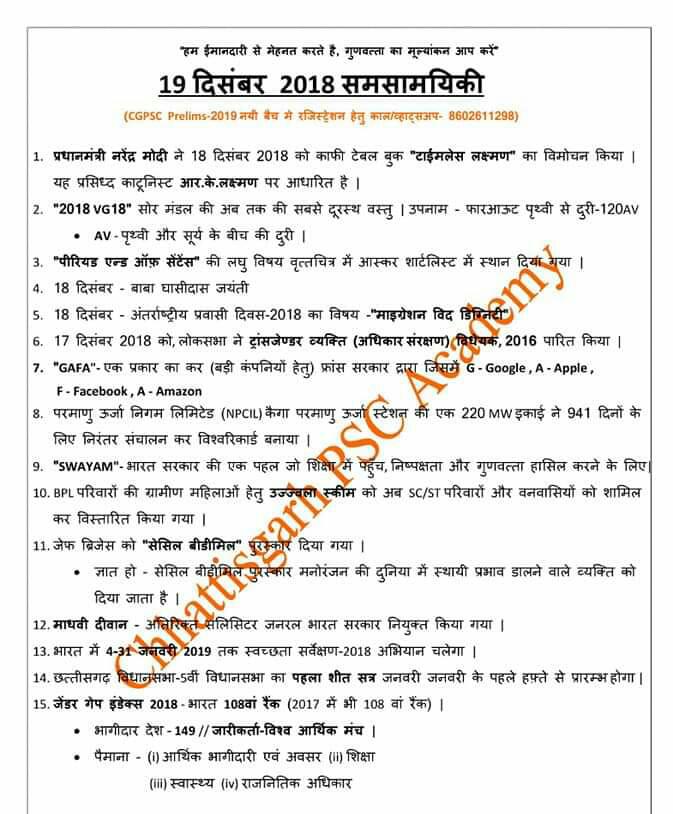 "हम ईमानदारी से मेहनत करते है, गुणवत्ता का मूल्यांकन आप करें"
19 दिसंबर 2018 समसामयिकी
(CGPSC Prelims-2019 नयी बैच मे रजिस्ट्रेशन हेतु काल/व्हाट्सअप- 8602611298)
1. प्रधानमंत्री नरेंद्र मोदी ने 18 दिसंबर 2018 को काफी टेबल बुक "टाईमलेस लक्ष्मण" का विमोचन किया |
यह प्रसिध्द काटूनिस्ट आर.के.लक्ष्मण पर आधारित है |
2. "2018 VG18" सोर मंडल की अब तक की सबसे दूरस्थ वस्तु | उपनाम - फारआऊट पृथ्वी से दुरी-120AV
• AV - पृथ्वी और सूर्य के बीच की दुरी |
3. "पीरियड एन्ड ऑफ़ सेंटेंस" की लघु विषय वृत्तचित्र में आस्कर शार्टलिस्ट में स्थान दिया गया |
4. 18 दिसंबर - बाबा घासीदास जयंती
5. 18 दिसंबर - अंतर्राष्ट्रीय प्रवासी दिवस-2018 का विषय -"माइग्रेशन विद डिग्निटी"
6. 17 दिसंबर 2018 को, लोकसभा ने ट्रांसजेण्डर व्यक्ति (अधिकार संरक्षण) विधेयक, 2016 पारित किया |
7. "GAFA"- एक प्रकार का कर (बड़ी कंपनियों हेतु) फ्रांस सरकार द्वारा जिसमें G - Google , A - Apple ,
F - Facebook , A - Amazon
8. परमाणु ऊर्जा निगम लिमिटेड (NPCIL) कैगा परमाणु ऊर्जा स्टेशन की एक 220 MW इकाई ने 941 दिनों के
लिए निरंतर संचालन कर विश्वरिकार्ड बनाया |
9. "SWAYAM"- भारत सरकार की एक पहल जो शिक्षा में पहुँच, निष्पक्षता और गुणवत्ता हासिल करने के लिए|
10. BPL परिवारों की ग्रामीण महिलाओं हेतु उज्ज्वला स्कीम को अब SC/ST परिवारों और वनवासियों को शामिल
कर विस्तारित किया गया |
11. जेफ ब्रिजेस को "सेसिल बीडीमिल" पुरस्कार दिया गया |
• ज्ञात हो - सेसिल बीड़ीमिल पुरस्कार मनोरंजन की दुनिया में स्थायी प्रभाव डालने वाले व्यक्ति को
दिया जाता है |
12. माधवी दीवान - अतिरिक्त सॅलिसिटर जनरल भारत सरकार नियुक्त किया गया |
13. भारत में 4-31 जनवरी 2019 तक स्वच्छता सर्वेक्षण-2018 अभियान चलेगा |
14. छत्तीसगढ़ विधानसभा-5वीं विधानसभा का पहला शीत सत्र जनवरी जनवरी के पहले हफ़्ते से प्रारम्भ होगा |
15. जेंडर गेप इंडेक्स 2018 - भारत 108वां रैंक (2017 में भी 108 वां रैंक) |
• भागीदार देश - 149 // जारीकर्ता-विश्व आर्थिक मंच |
• पैमाना - (i) आर्थिक भागीदारी एवं अवसर (ii) शिक्षा
(iii) स्वास्थ्य (iv) राजनितिक अधिकार
Chhattisgarh PSC Academy